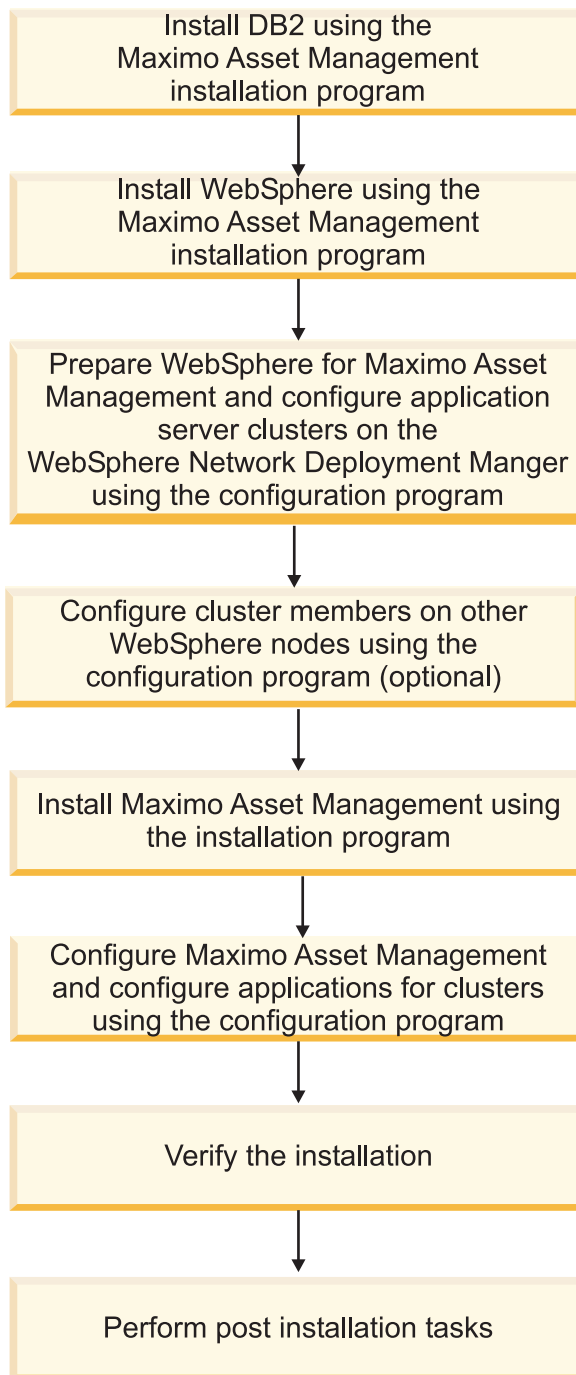 Install DB2 using the
Maximo Asset Management
installation program
Install WebSphere using the
Maximo Asset Management
installation program
Prepare WebSphere for Maximo Asset
Management and configure application
server clusters on the
WebSphere Network Deployment Manger
using the configuration program
Configure cluster members on other
WebSphere nodes using the
configuration program (optional)
Install Maximo Asset Management using
the installation program
Configure Maximo Asset Management
and configure applications for clusters
using the configuration program
Verify the installation
Perform post installation tasks